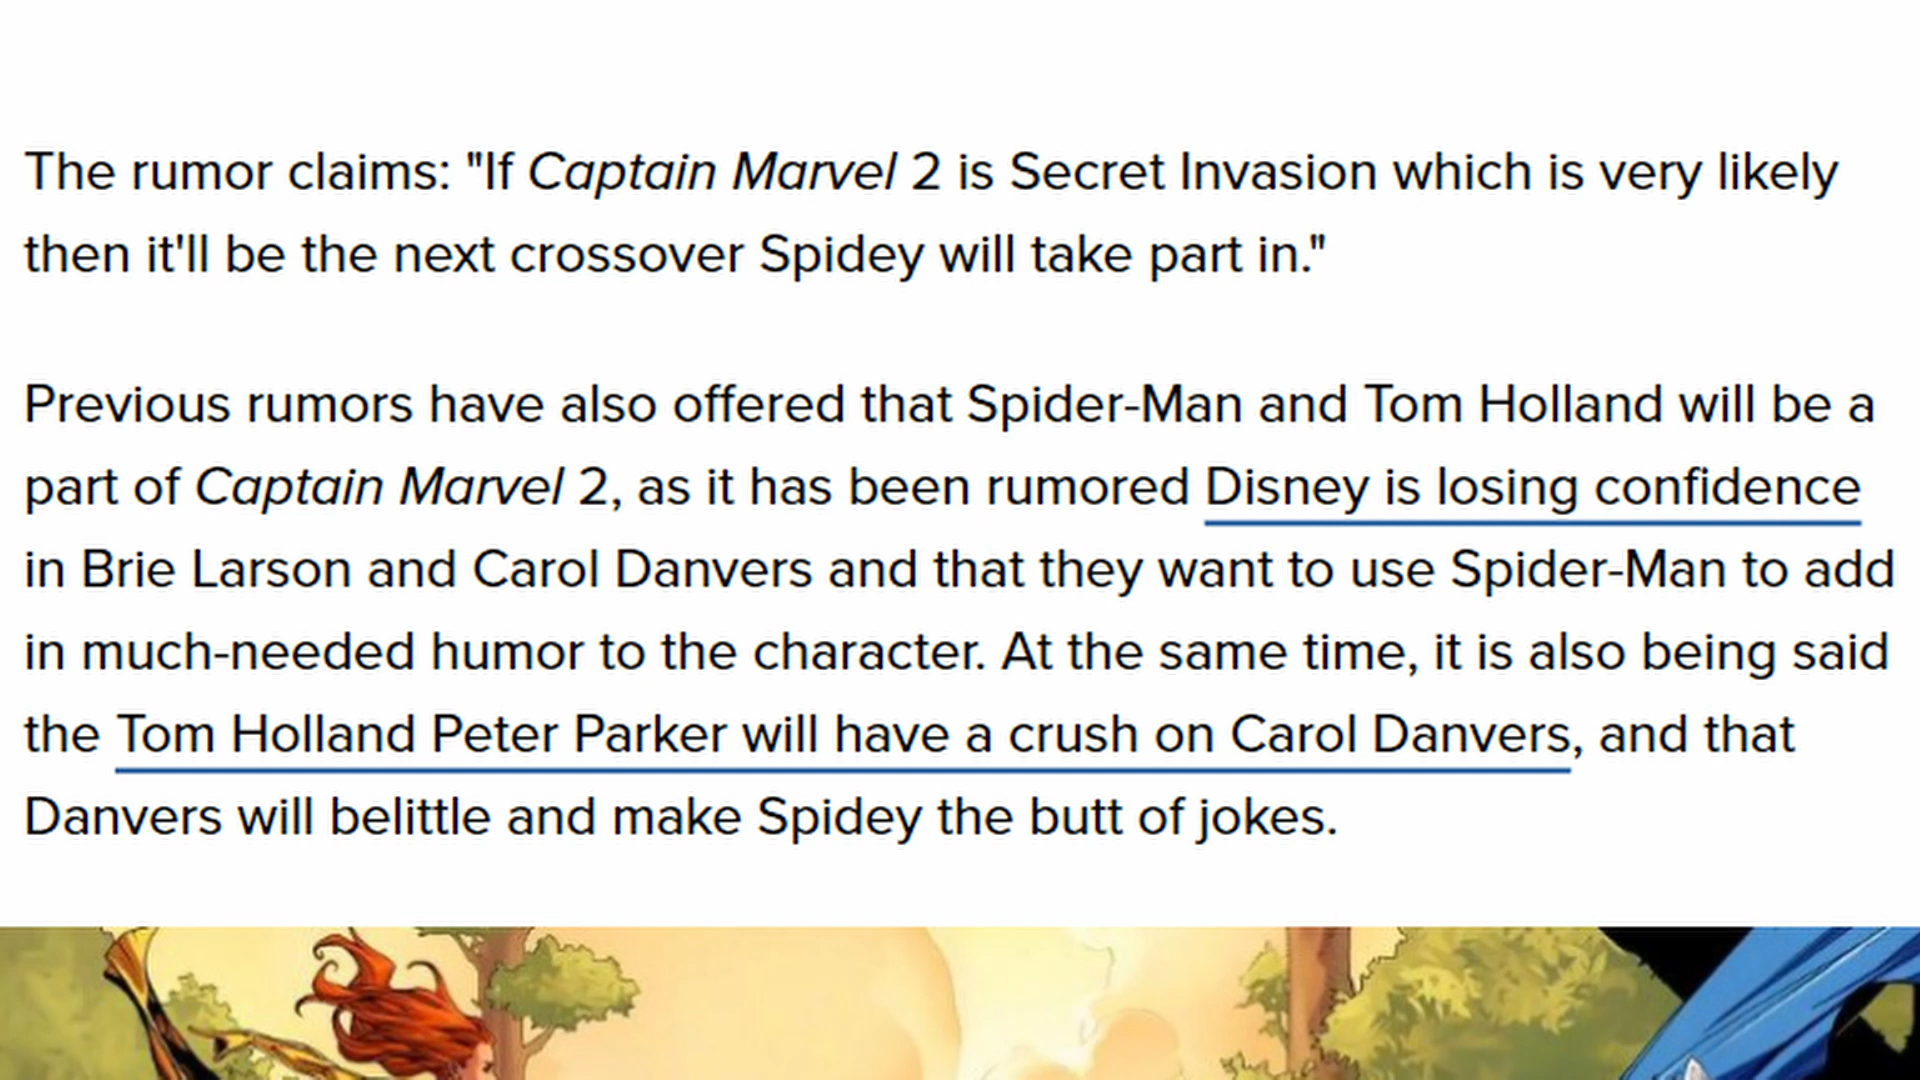 The rumor claims: "If Captain Marvel 2 is Secret Invasion which is very likely
then it'll be the next crossover Spidey will take part in."
Previous rumors have also offered that Spider-Man and Tom Holland will be a
part of Captain Marvel 2, as it has been rumored Disney is losing confidence
in Brie Larson and Carol Danvers and that they want to use Spider-Man to add
in much-needed humor to the character. At the same time, it is also being said
the Tom Holland Peter Parker will have a crush on Carol Danvers, and that
Danvers will belittle and make Spidey the butt of jokes.